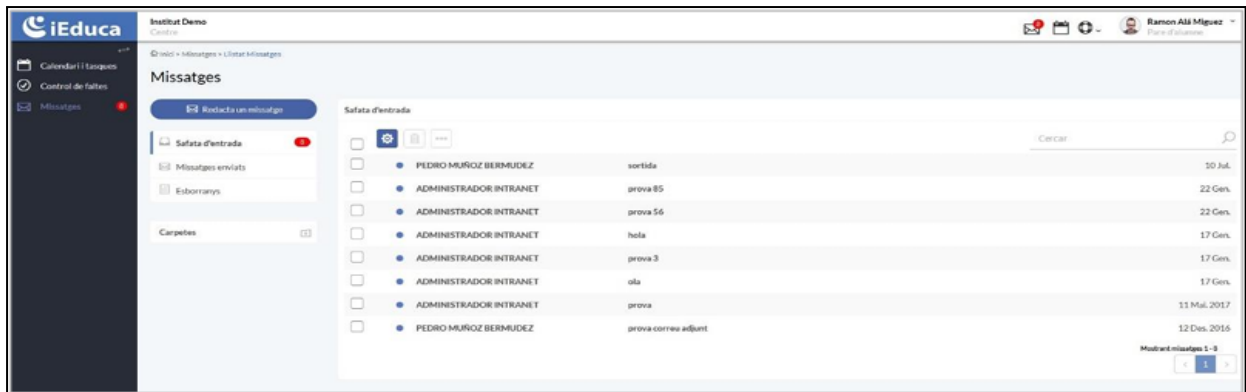 iEduca
Institut Demo
Centre
Ramon Alá Miguez
Pare d'alumne
Calendari i tasques
Control de faltes
Missatges
Inici » Missatges » Llistat Missatges
Missatges
Redacta un missatge
Safata d'entrada
Missatges enviats
Esborranys
Carpetes
Safata d'entrada
Cercar
PEDRO MUÑOZ BERMUDEZ sortida 10 Jul.
ADMINISTRADOR INTRANET prova 85 22 Gen.
ADMINISTRADOR INTRANET prova 56 22 Gen.
ADMINISTRADOR INTRANET hola 17 Gen.
ADMINISTRADOR INTRANET prova 3 17 Gen.
ADMINISTRADOR INTRANET ola 17 Gen.
ADMINISTRADOR INTRANET prova 11 Mai. 2017
PEDRO MUÑOZ BERMUDEZ prova correu adjunt 12 Des. 2016
Mostrant missatges 1 - 8
< 1 >